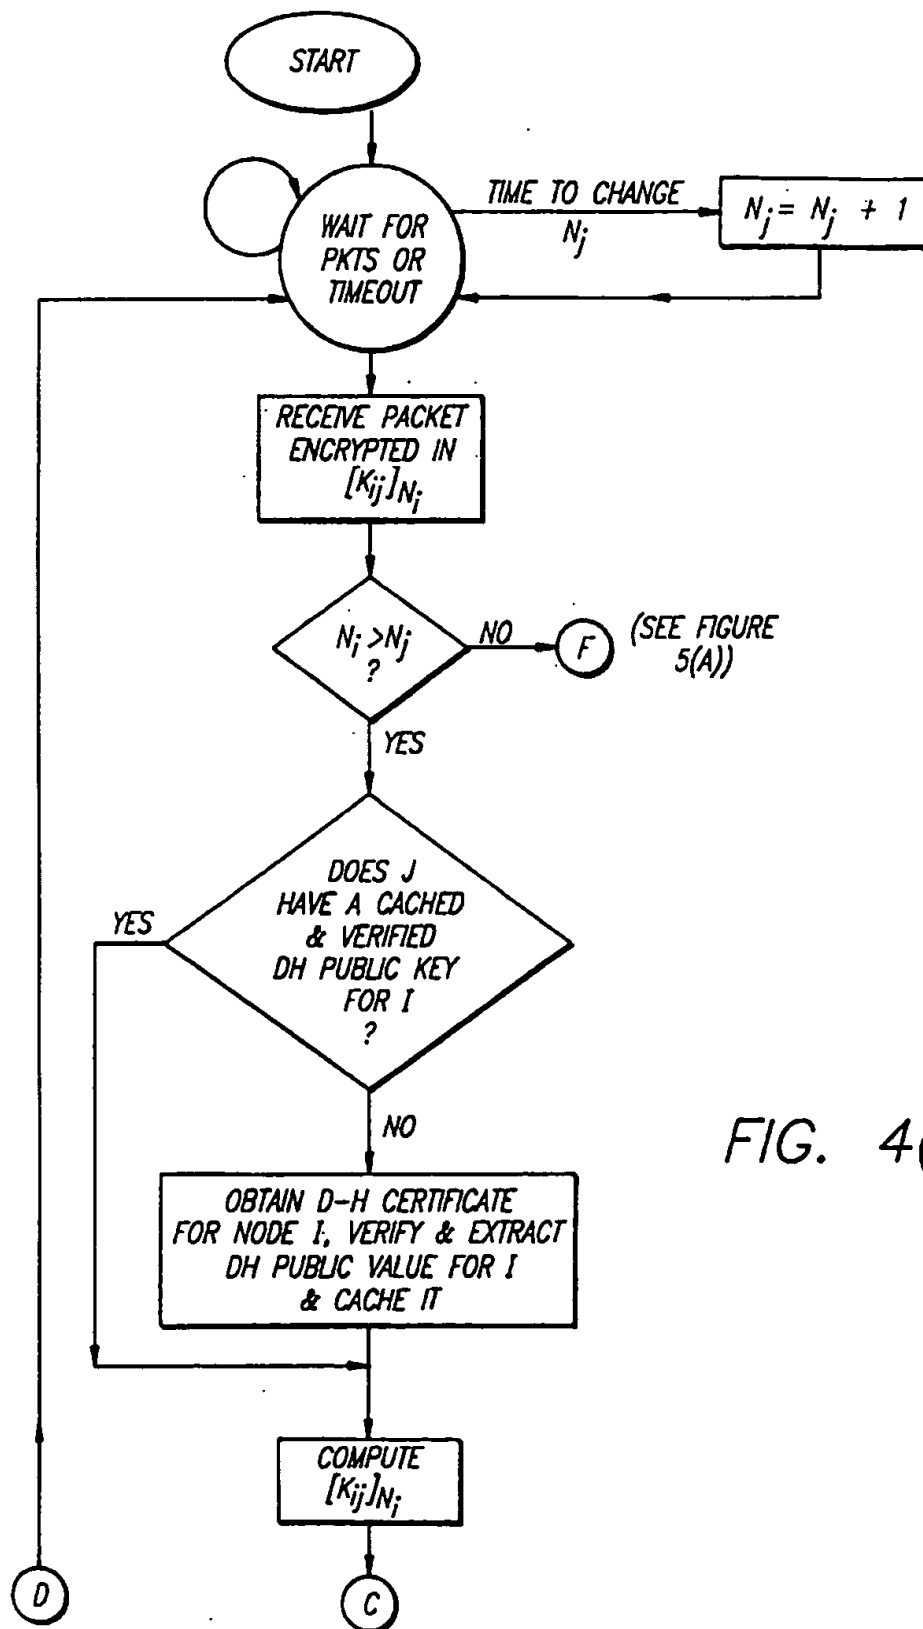 START
WAIT FOR
PKTS OR
TIMEOUT
TIME TO CHANGE
Nj
Nj = Nj + 1
RECEIVE PACKET
ENCRYPTED IN
[Kij]Ni
Ni >Nj
?
NO
F
(SEE FIGURE
5(A))
YES
DOES J
HAVE A CACHED
& VERIFIED
DH PUBLIC KEY
FOR I
?
YES
NO
OBTAIN D-H CERTIFICATE
FOR NODE I, VERIFY & EXTRACT
DH PUBLIC VALUE FOR I
& CACHE IT
FIG. 4(
COMPUTE
[Kij]Ni
D
C